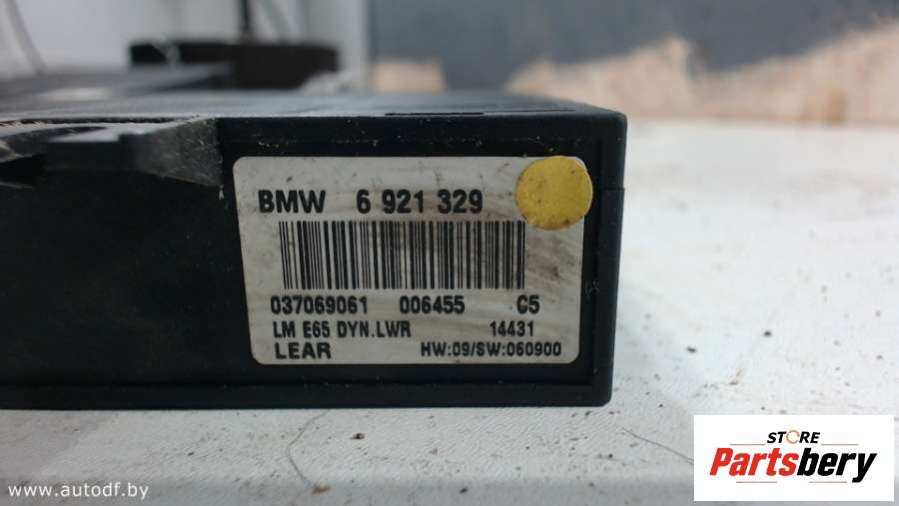 BMW 6 921 329
037069061 006455 C5
LM E65 DYN.LWR 14431
LEAR HW:09/SW:060900
STORE
Partsbery
www.autodf.by